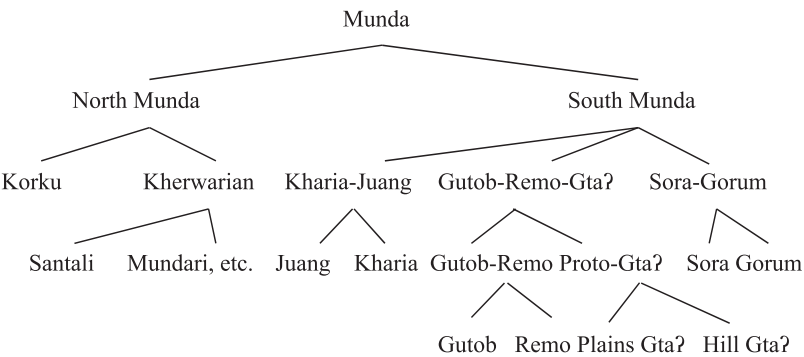 Munda
North Munda South Munda
Korku Kherwarian Kharia-Juang Gutob-Remo-Gtaʔ Sora-Gorum
Santali Mundari, etc. Juang Kharia Gutob-Remo Proto-Gtaʔ Sora Gorum
Gutob Remo Plains Gtaʔ Hill Gtaʔ